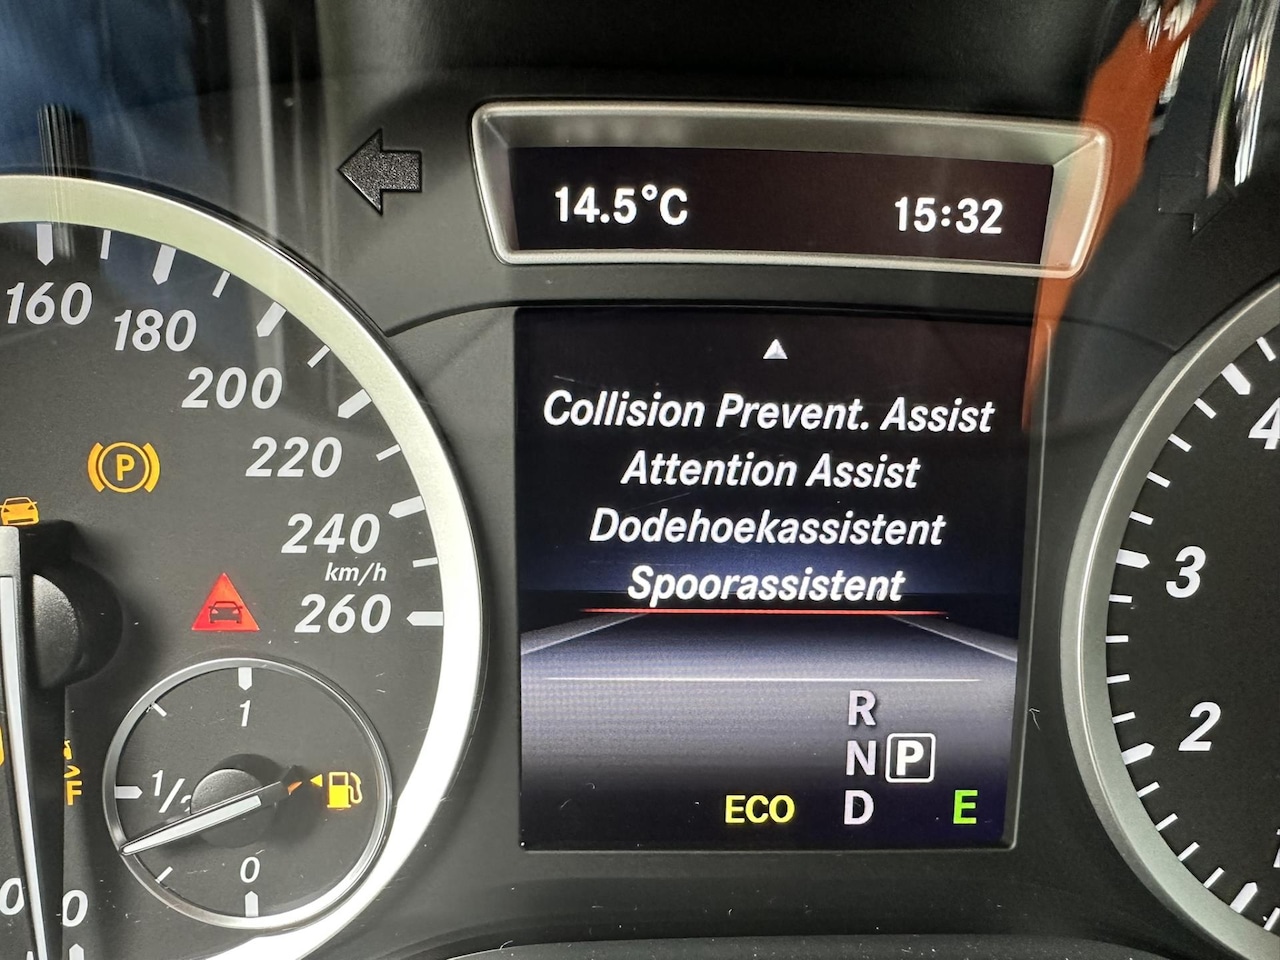 14.5°C 15:32
160
180
200
220
240
km/h
260
P
Collision Prevent. Assist
Attention Assist
Dodehoekassistent
Spoorassistent
R
N P
ECO D E
1
1/2
0
0
4
3
2